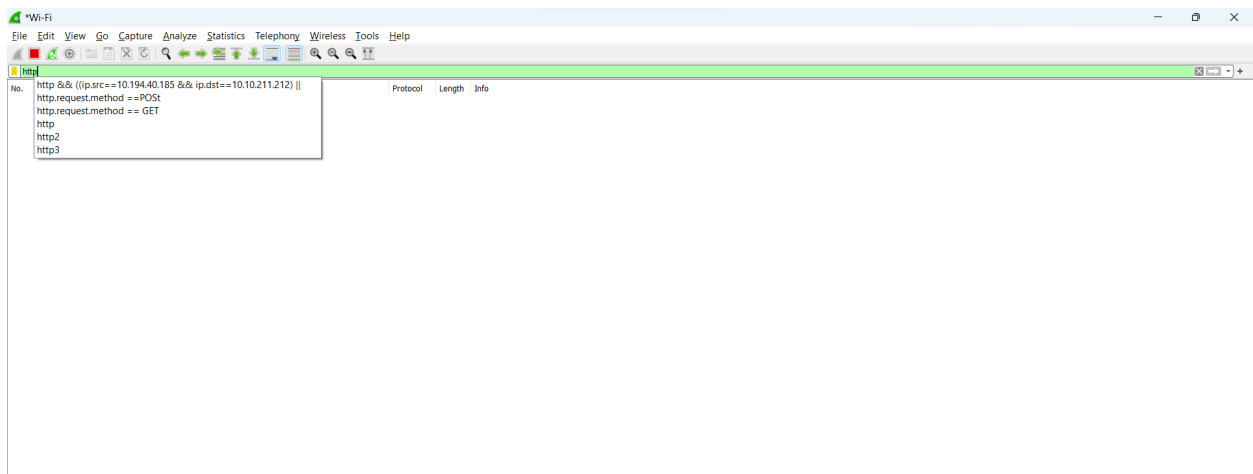 *Wi-Fi
File Edit View Go Capture Analyze Statistics Telephony Wireless Tools Help
http
No. Protocol Length Info
http && ((ip.src==10.194.40.185 && ip.dst==10.10.211.212) ||
http.request.method ==POSt
http.request.method == GET
http
http2
http3